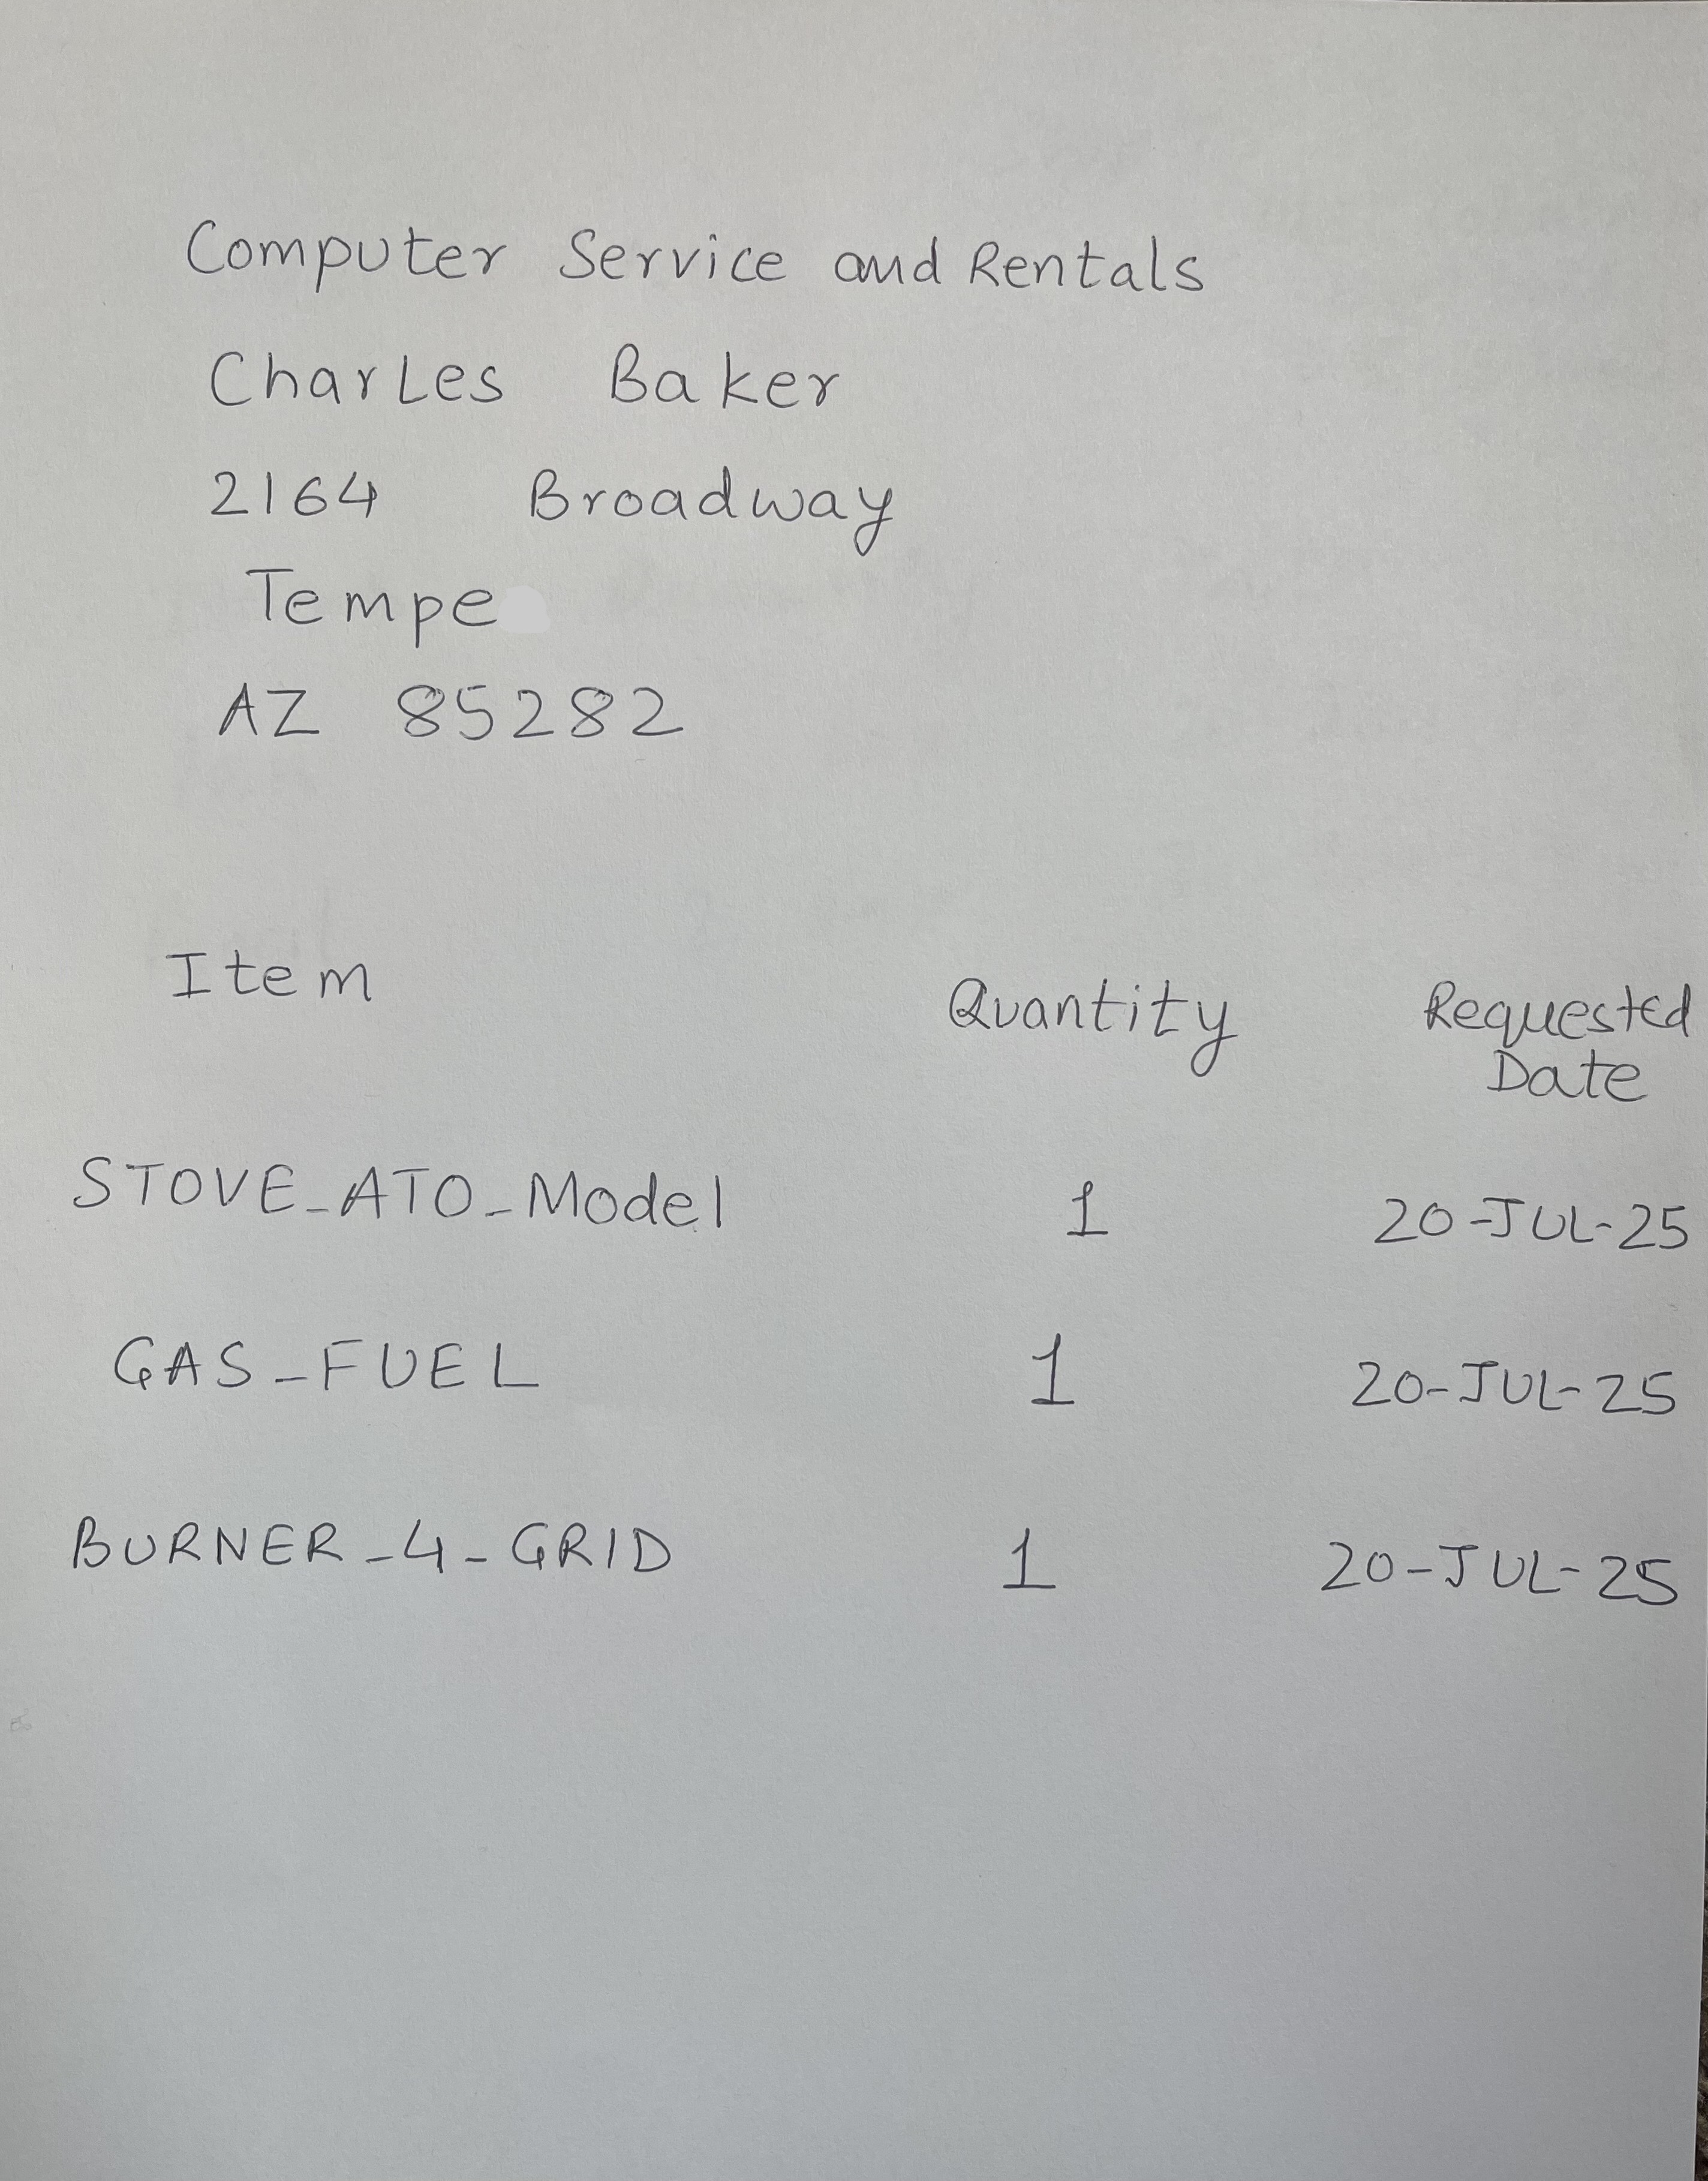 Computer Service and Rentals
Charles Baker
2164 Broadway
Tempe
AZ 85282
Item Quantity Requested
Date
STOVE_ATO_Model 1 20-JUL-25
GAS_FUEL 1 20-JUL-25
BURNER_4_GRID 1 20-JUL-25